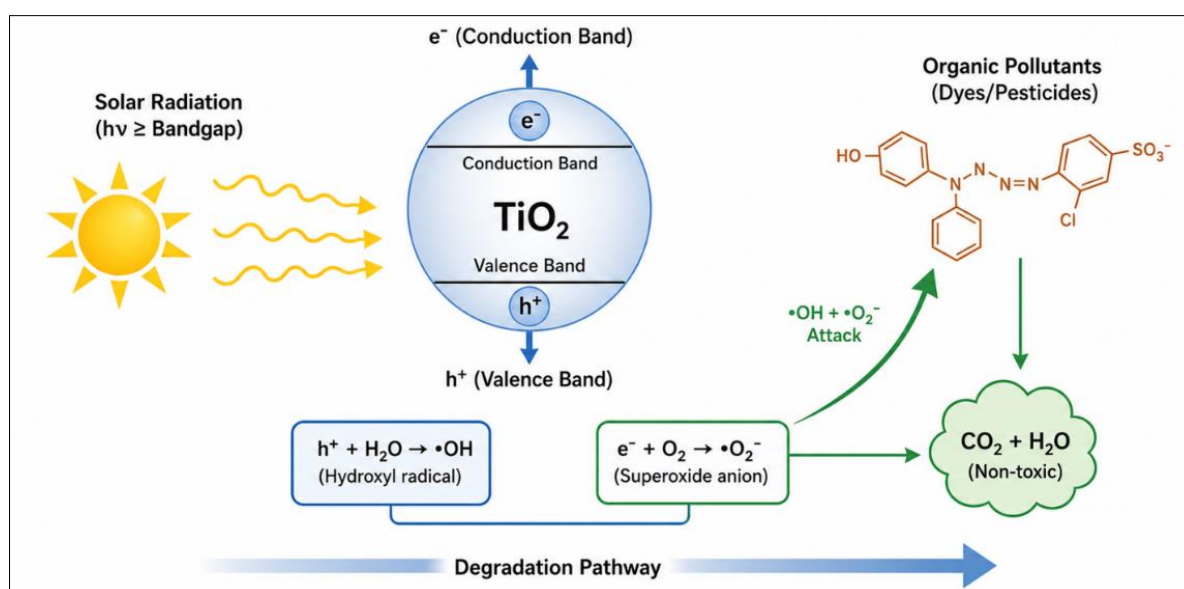 e⁻ (Conduction Band)
Solar Radiation
(hν ≥ Bandgap)
e⁻
Conduction Band
TiO₂
Valence Band
h⁺
h⁺ (Valence Band)
Organic Pollutants
(Dyes/Pesticides)
HO
N
N
N=N
SO₃⁻
Cl
•OH + •O₂⁻
Attack
h⁺ + H₂O → •OH
(Hydroxyl radical)
e⁻ + O₂ → •O₂⁻
(Superoxide anion)
CO₂ + H₂O
(Non-toxic)
Degradation Pathway